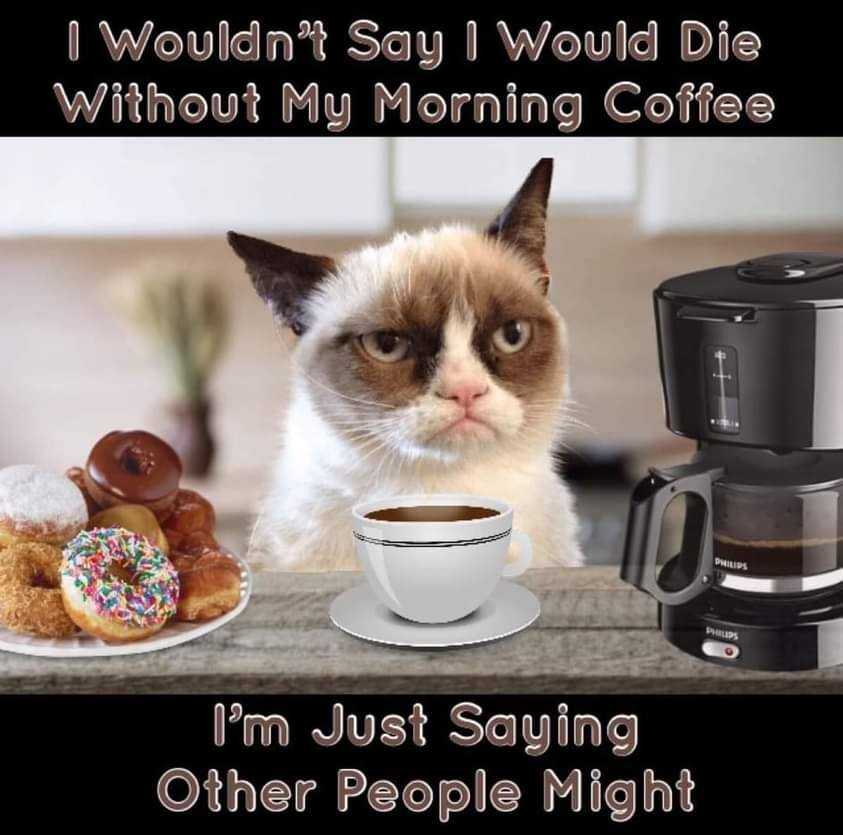 I Wouldn't Say I Would Die
Without My Morning Coffee
PHILIPS
PHILIPS
I'm Just Saying
Other People Might